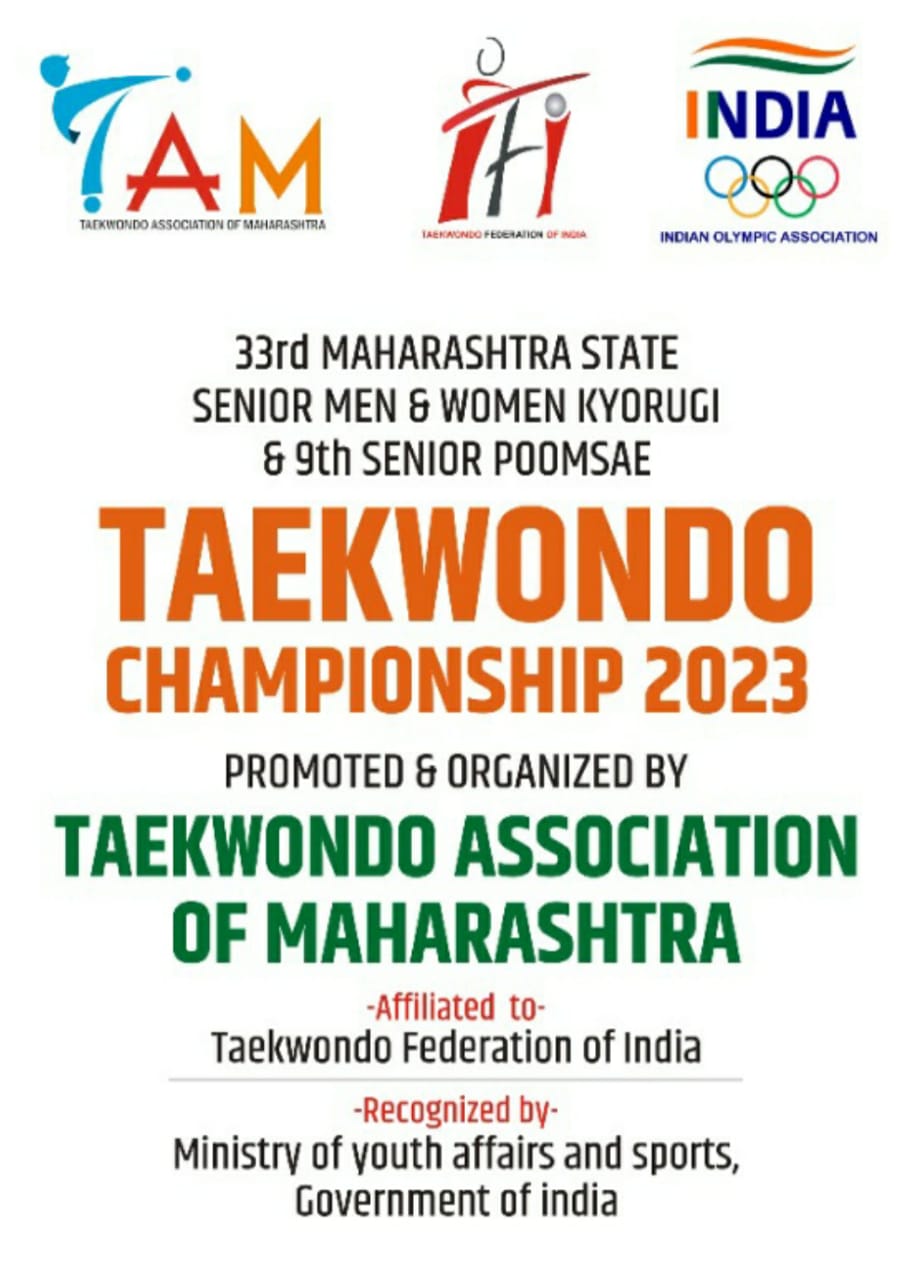 TAM
TAEKWONDO ASSOCIATION OF MAHARASHTRA
TFI
TAEKWONDO FEDERATION OF INDIA
INDIA
INDIAN OLYMPIC ASSOCIATION
33rd MAHARASHTRA STATE
SENIOR MEN & WOMEN KYORUGI
& 9th SENIOR POOMSAE
TAEKWONDO
CHAMPIONSHIP 2023
PROMOTED & ORGANIZED BY
TAEKWONDO ASSOCIATION
OF MAHARASHTRA
-Affiliated to-
Taekwondo Federation of India
-Recognized by-
Ministry of youth affairs and sports,
Government of india